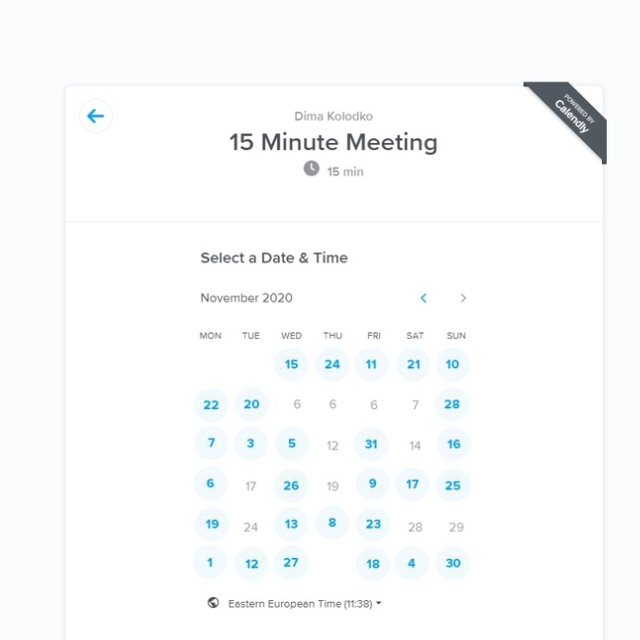 POWERED BY
Calendly
Dima Kolodko
15 Minute Meeting
15 min
Select a Date & Time
November 2020
MON TUE WED THU FRI SAT SUN
15 24 11 21 10
22 20 6 6 6 7 28
7 3 5 12 31 14 16
6 17 26 19 9 17 25
19 24 13 8 23 28 29
1 12 27 18 4 30
Eastern European Time (11:38)